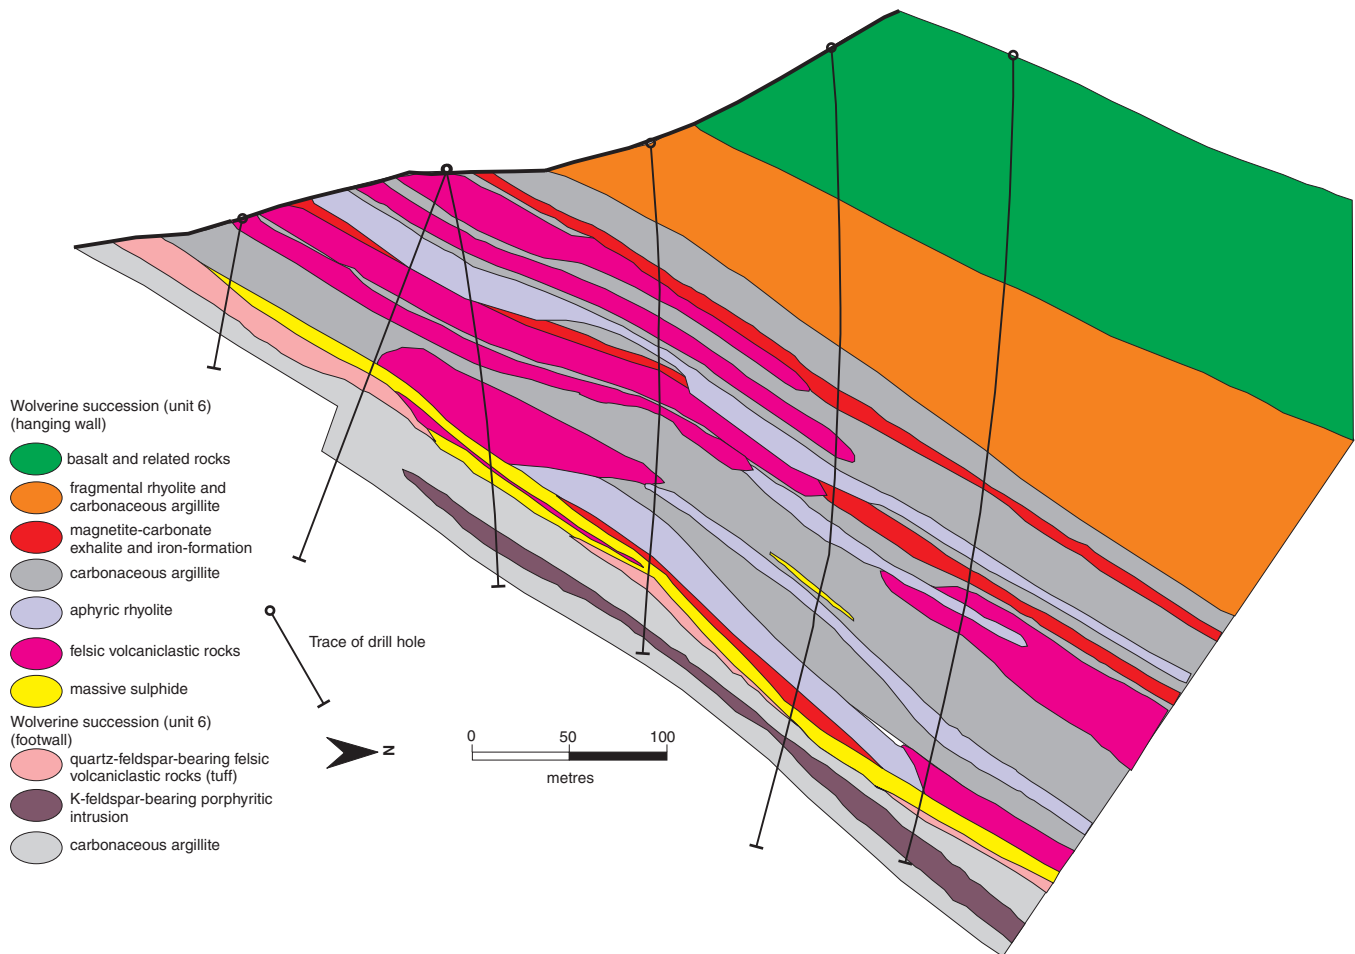 Wolverine succession (unit 6)
(hanging wall)
basalt and related rocks
fragmental rhyolite and
carbonaceous argillite
magnetite-carbonate
exhalite and iron-formation
carbonaceous argillite
aphyric rhyolite
felsic volcaniclastic rocks
massive sulphide
Wolverine succession (unit 6)
(footwall)
quartz-feldspar-bearing felsic
volcaniclastic rocks (tuff)
K-feldspar-bearing porphyritic
intrusion
carbonaceous argillite
Trace of drill hole
N
0 50 100
metres